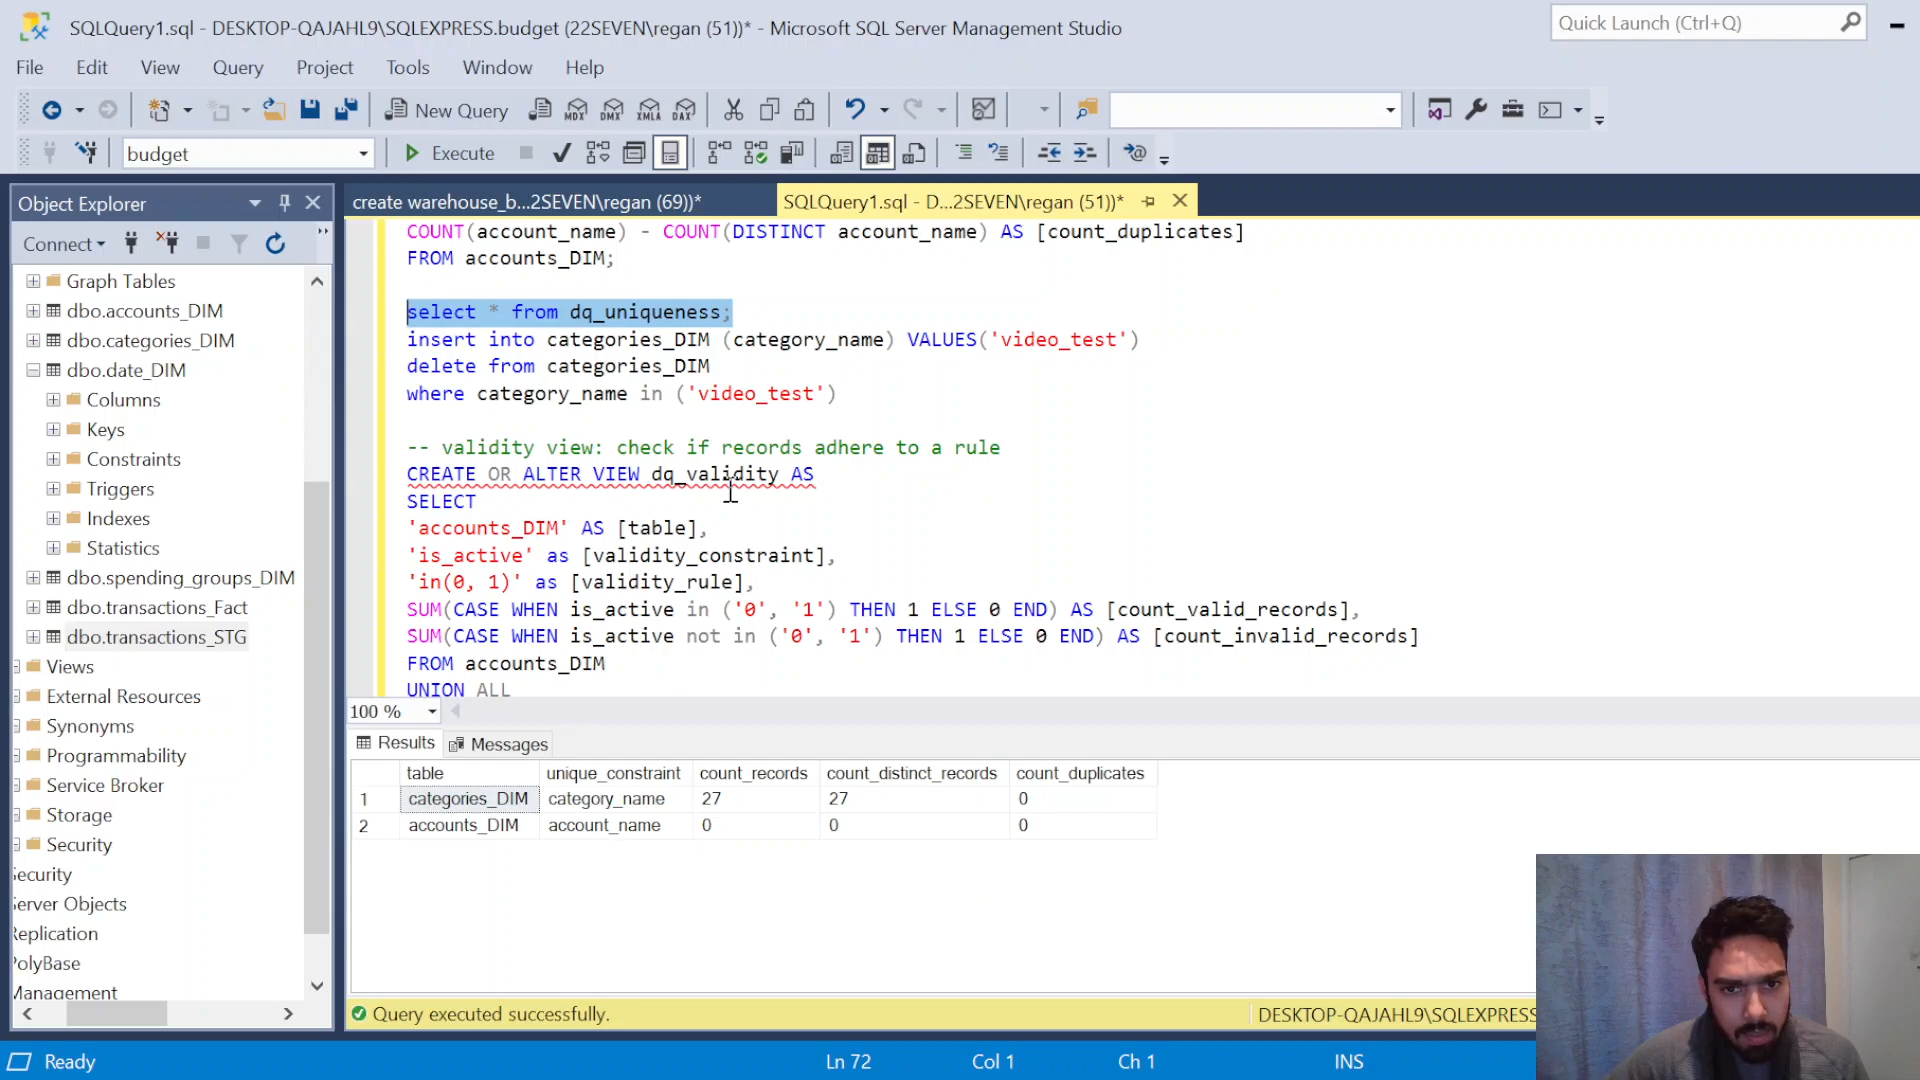 SQLQuery1.sql - DESKTOP-QAJAHL9\SQLEXPRESS.budget (22SEVEN\regan (51))* - Microsoft SQL Server Management Studio
Quick Launch (Ctrl+Q)
File Edit View Query Project Tools Window Help
New Query MDX DMX XMLA DAX
budget Execute
Object Explorer
create warehouse_b...2SEVEN\regan (69))*
SQLQuery1.sql - D...2SEVEN\regan (51))*
Connect
Graph Tables
dbo.accounts_DIM
dbo.categories_DIM
dbo.date_DIM
Columns
Keys
Constraints
Triggers
Indexes
Statistics
dbo.spending_groups_DIM
dbo.transactions_Fact
dbo.transactions_STG
Views
External Resources
Synonyms
Programmability
Service Broker
Storage
Security
Security
Server Objects
Replication
PolyBase
Management
COUNT(account_name) - COUNT(DISTINCT account_name) AS [count_duplicates]
FROM accounts_DIM;
select * from dq_uniqueness;
insert into categories_DIM (category_name) VALUES('video_test')
delete from categories_DIM
where category_name in ('video_test')
-- validity view: check if records adhere to a rule
CREATE OR ALTER VIEW dq_validity AS
SELECT
'accounts_DIM' AS [table],
'is_active' as [validity_constraint],
'in(0, 1)' as [validity_rule],
SUM(CASE WHEN is_active in ('0', '1') THEN 1 ELSE 0 END) AS [count_valid_records],
SUM(CASE WHEN is_active not in ('0', '1') THEN 1 ELSE 0 END) AS [count_invalid_records]
FROM accounts_DIM
UNION ALL
100 %
Results Messages
table unique_constraint count_records count_distinct_records count_duplicates
1 categories_DIM category_name 27 27 0
2 accounts_DIM account_name 0 0 0
Query executed successfully.
DESKTOP-QAJAHL9\SQLEXPRESS
Ready Ln 72 Col 1 Ch 1 INS